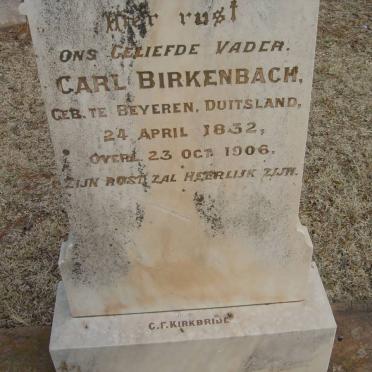 Hier rust
ONS GELIEFDE VADER.
CARL BIRKENBACH,
GEB. TE BEYEREN, DUITSLAND,
24 APRIL 1832,
OVERL. 23 OCT 1906.
ZIJN ROST ZAL HEERLIJK ZIJN.
C.F. KIRKBRIDE